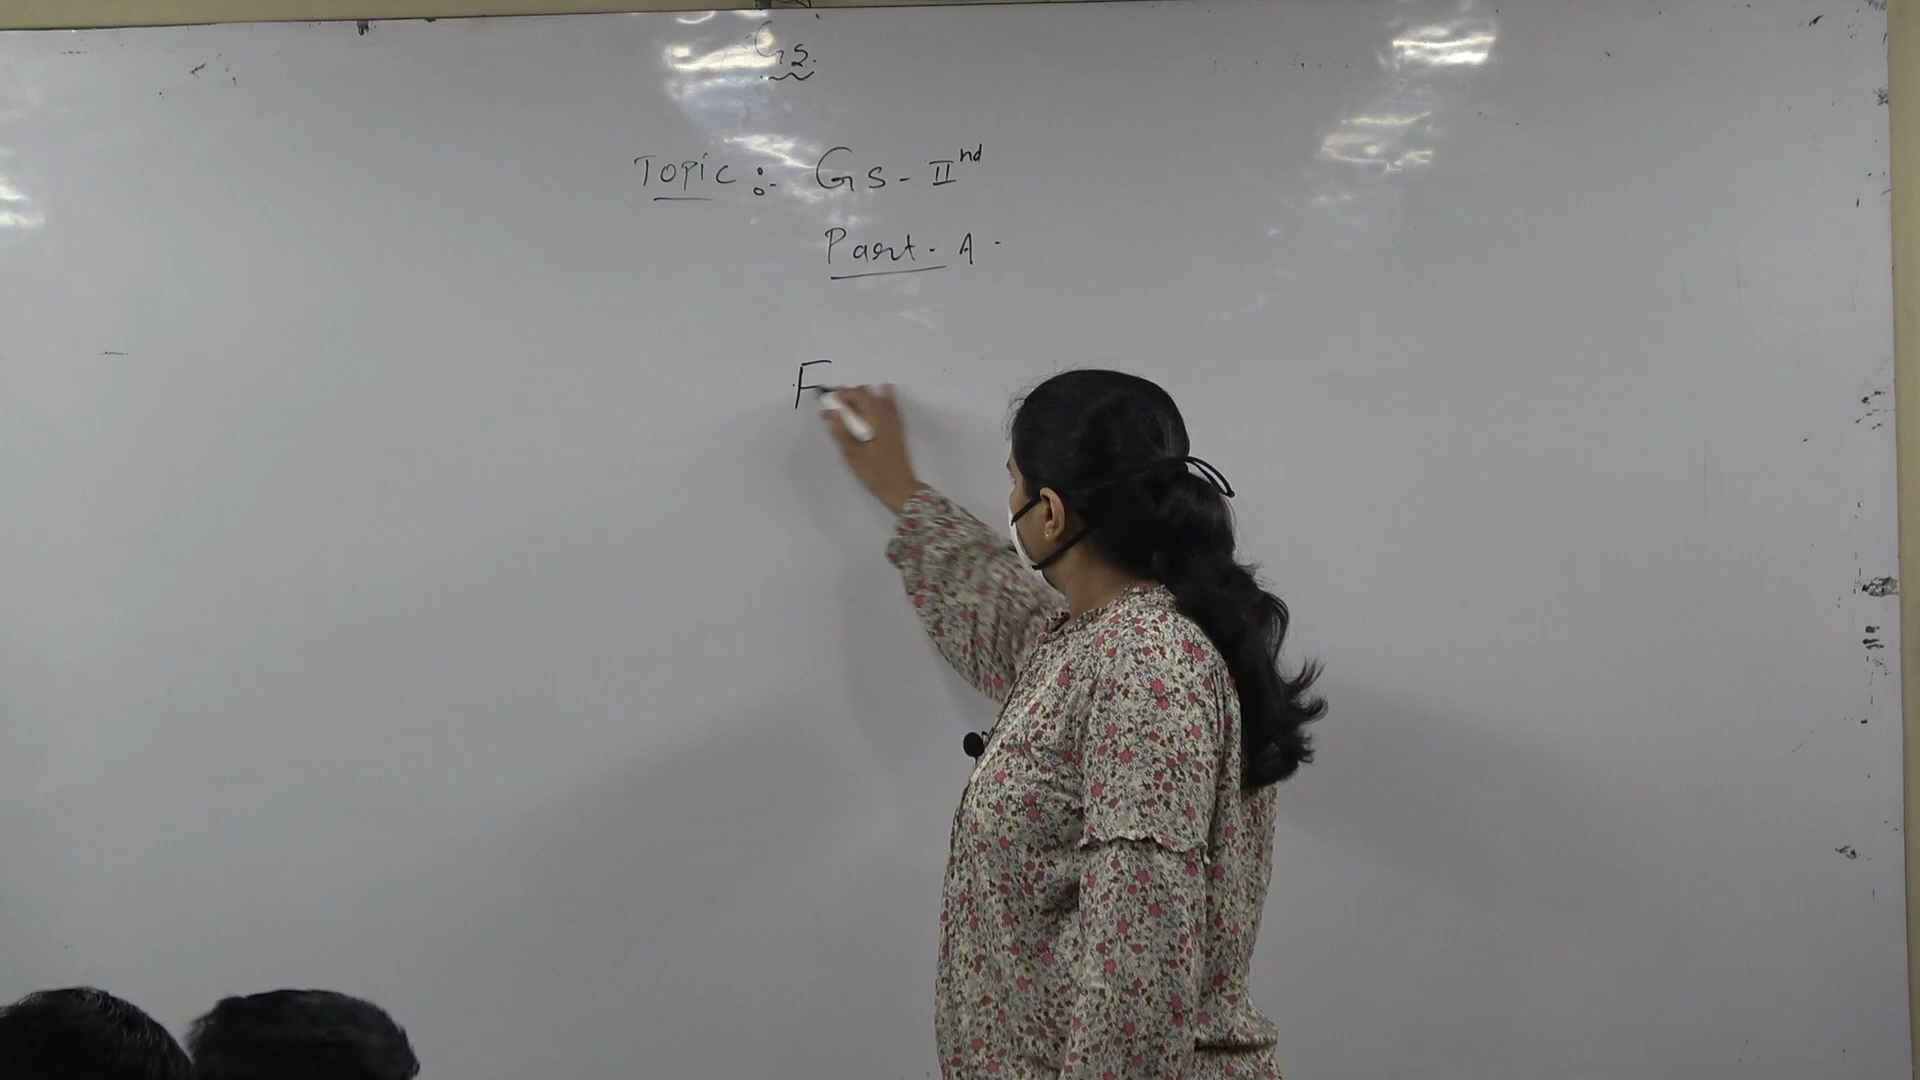 Gs.
Topic :- Gs - IInd
Part - A -
F